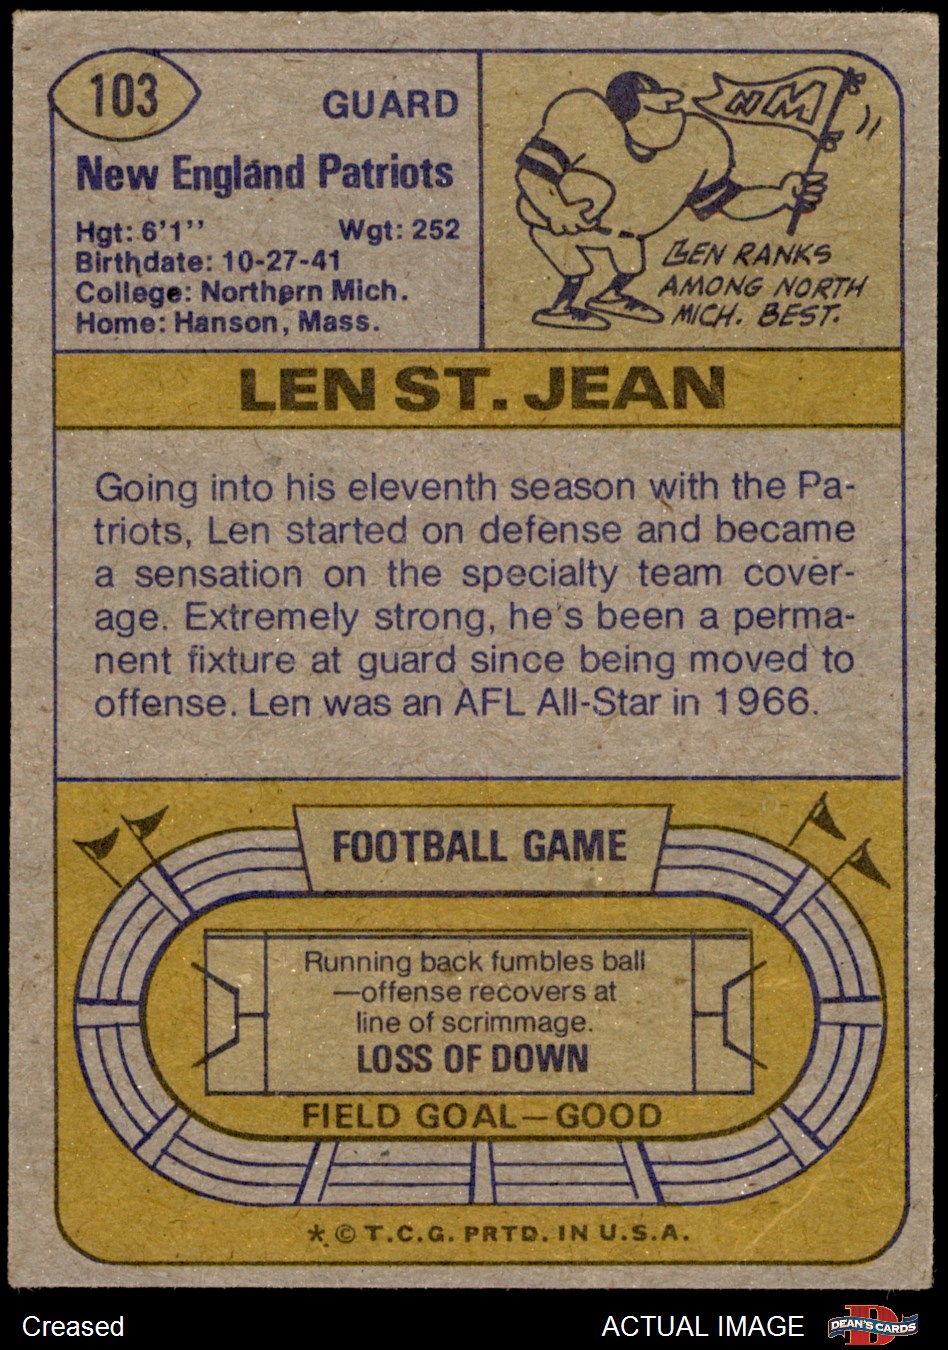 103
GUARD
New England Patriots
Hgt: 6'1'' Wgt: 252
Birthdate: 10-27-41
College: Northern Mich.
Home: Hanson, Mass.
NM
LEN RANKS
AMONG NORTH
MICH. BEST.
LEN ST. JEAN
Going into his eleventh season with the Pa-
triots, Len started on defense and became
a sensation on the specialty team cover-
age. Extremely strong, he's been a perma-
nent fixture at guard since being moved to
offense. Len was an AFL All-Star in 1966.
FOOTBALL GAME
Running back fumbles ball
—offense recovers at
line of scrimmage.
LOSS OF DOWN
FIELD GOAL—GOOD
* © T.C.G. PRTD. IN U.S.A.
Creased
ACTUAL IMAGE
D
DEAN'S CARDS